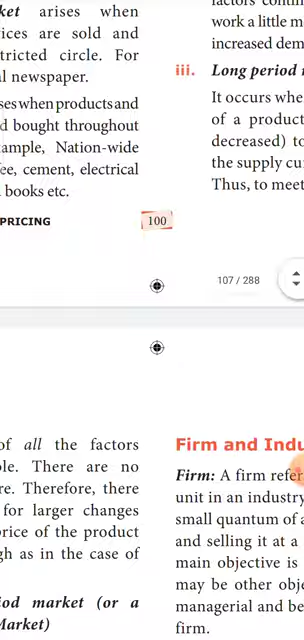 ket arises when
ices are sold and
tricted circle. For
al newspaper.
ses when products and
d bought throughout
ample, Nation-wide
fee, cement, electrical
books etc.
PRICING
100
work a little m
increased dem
iii. Long period
It occurs whe
of a product
decreased) to
the supply cu
Thus, to meet
107 / 288
of all the factors
ole. There are no
re. Therefore, there
for larger changes
price of the product
gh as in the case of
iod market (or a
Market)
Firm and Indu
Firm: A firm refer
unit in an industry
small quantum of a
and selling it at a
main objective is
may be other obje
managerial and be
firm.